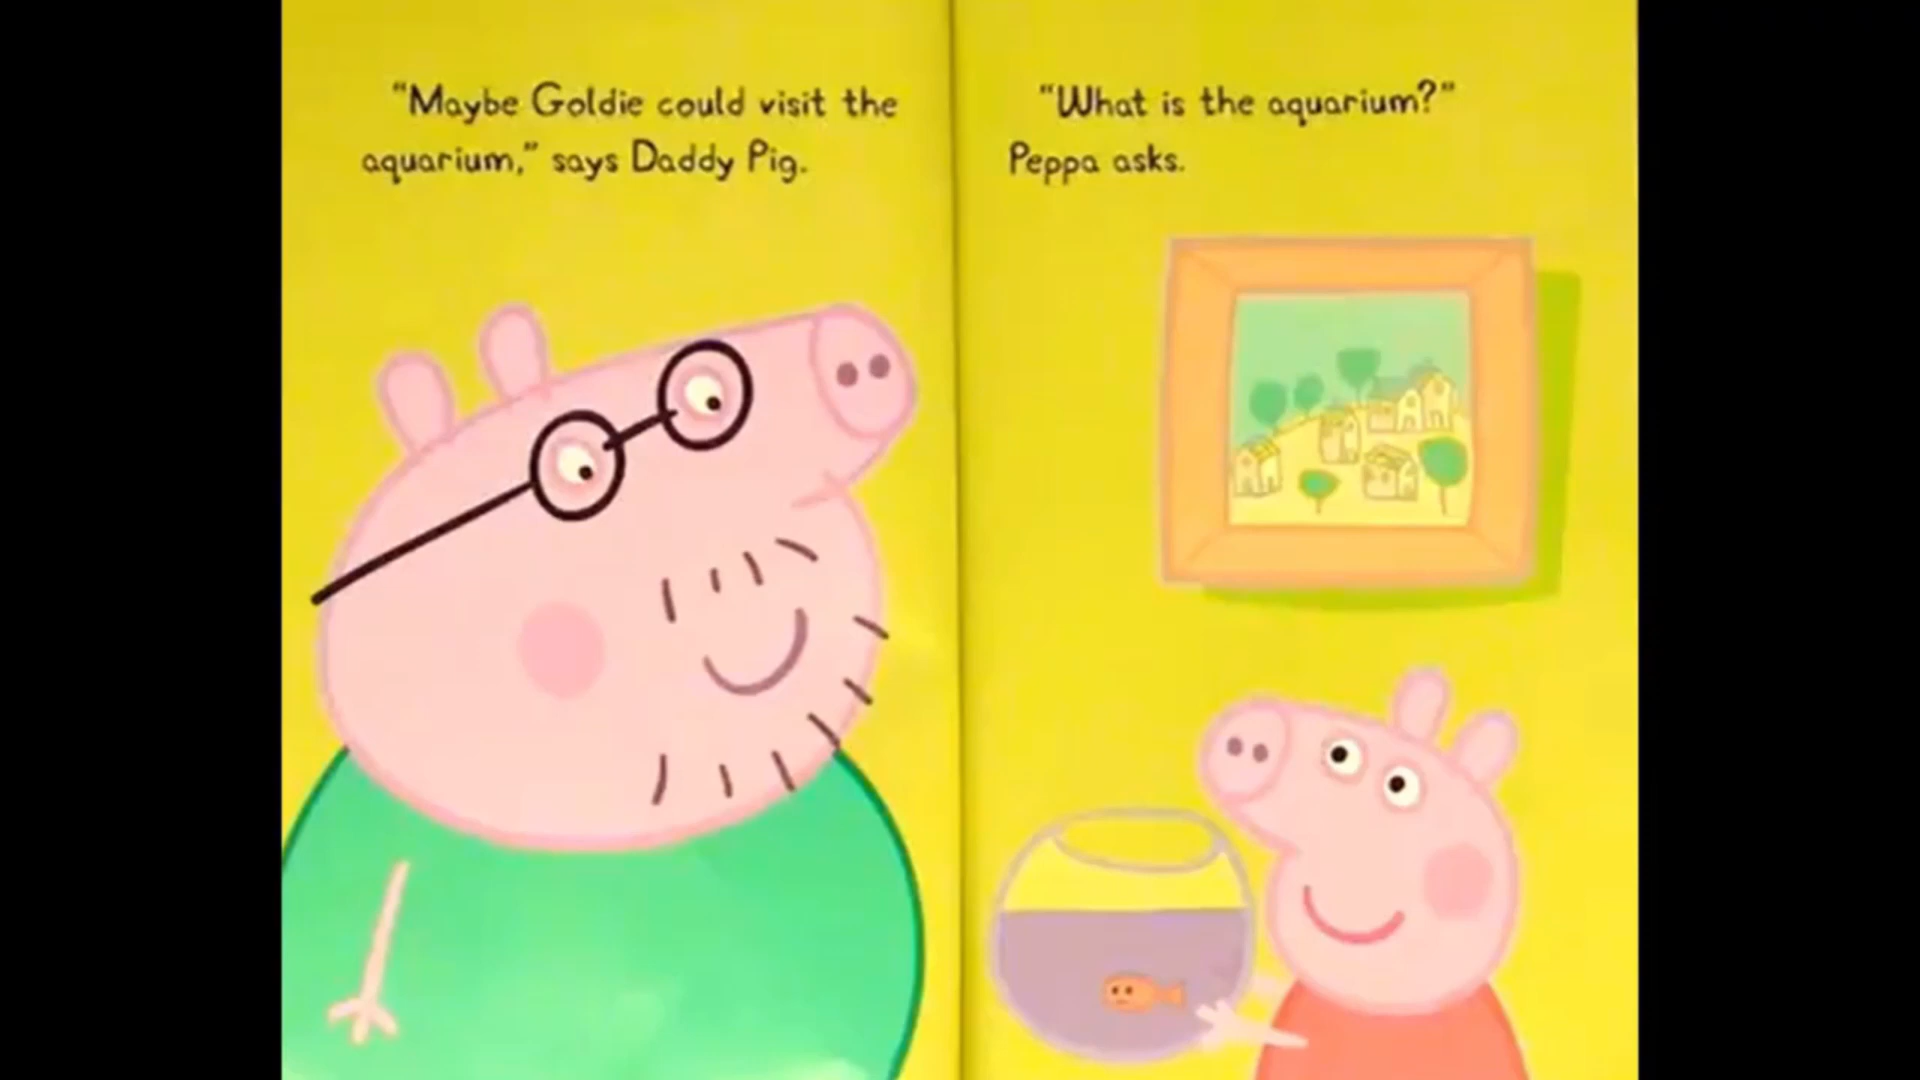 “Maybe Goldie could visit the
aquarium,” says Daddy Pig.
“What is the aquarium?”
Peppa asks.